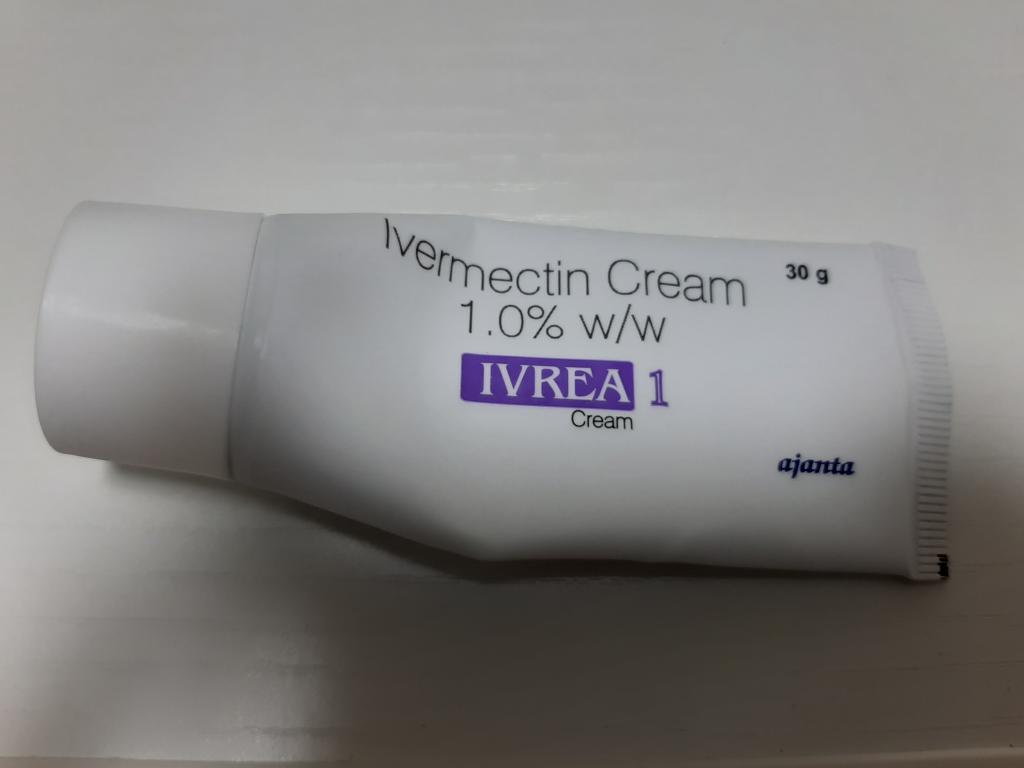 Ivermectin Cream
30 g
1.0% w/w
IVREA 1
Cream
ajanta